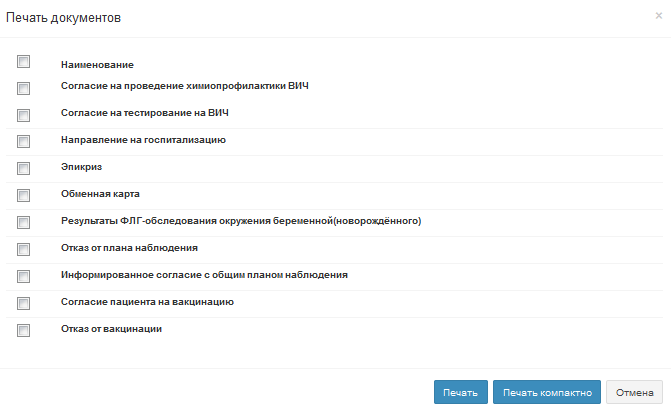 Печать документов
×
Наименование
Согласие на проведение химиопрофилактики ВИЧ
Согласие на тестирование на ВИЧ
Направление на госпитализацию
Эпикриз
Обменная карта
Результаты ФЛГ-обследования окружения беременной(новорождённого)
Отказ от плана наблюдения
Информированное согласие с общим планом наблюдения
Согласие пациента на вакцинацию
Отказ от вакцинации
Печать Печать компактно Отмена